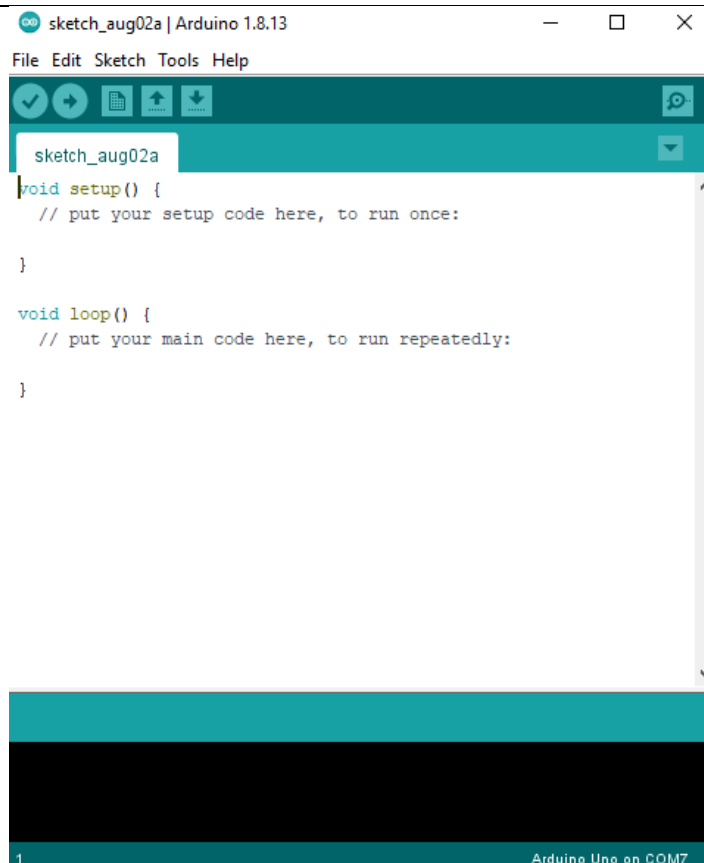 sketch_aug02a | Arduino 1.8.13
File Edit Sketch Tools Help
sketch_aug02a
void setup() {
  // put your setup code here, to run once:
}
void loop() {
  // put your main code here, to run repeatedly:
}
1 Arduino Uno on COM7